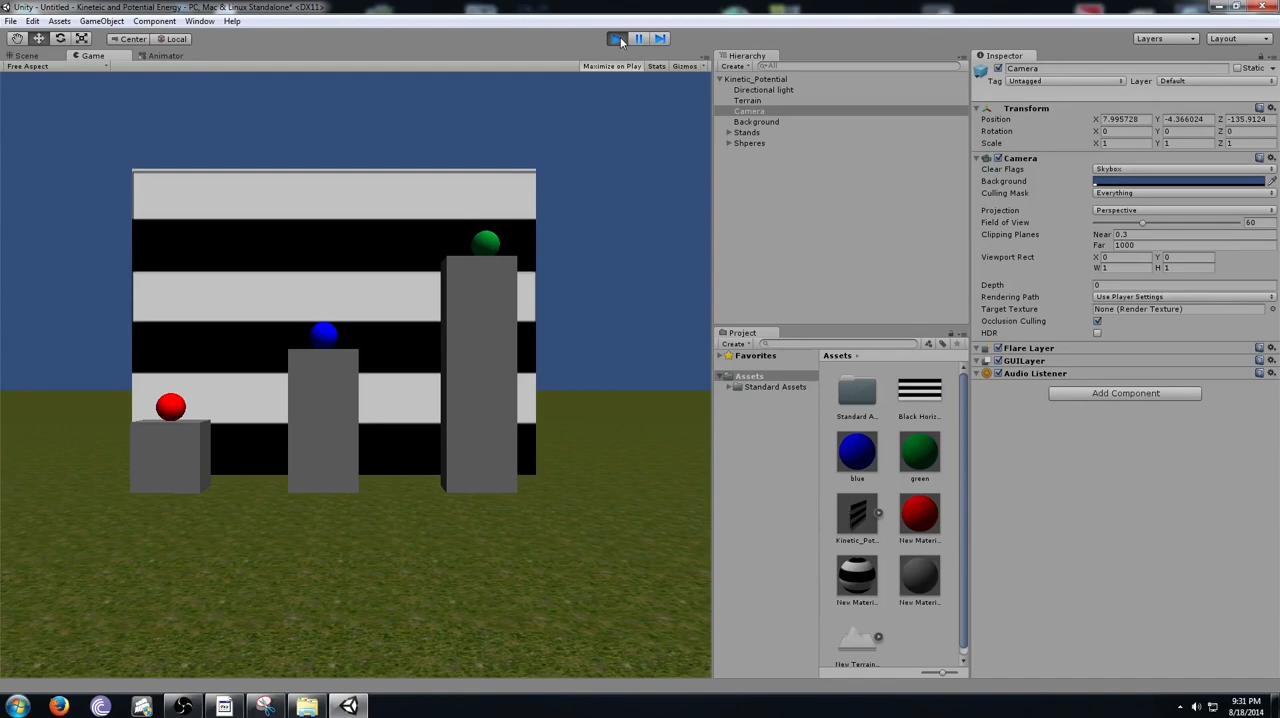 Unity - Untitled - Kineteic and Potential Energy - PC, Mac & Linux Standalone* <DX11>
File Edit Assets GameObject Component Window Help
Center Local Layers Layout
Scene Game Animator
Free Aspect Maximize on Play Stats Gizmos
Hierarchy
Create All
Kinetic_Potential
Directional light
Terrain
Camera
Background
Stands
Shperes
Project
Create
Favorites
Assets
Standard Assets
Assets
Standard A... Black Horiz...
blue green
Kinetic_Pot... New Materi...
New Materi... New Materi...
New Terrain...
Inspector
Camera Static
Tag Untagged Layer Default
Transform
Position X 7.995728 Y -4.366024 Z -135.9124
Rotation X 0 Y 0 Z 0
Scale X 1 Y 1 Z 1
Camera
Clear Flags Skybox
Background
Culling Mask Everything
Projection Perspective
Field of View 60
Clipping Planes Near 0.3
Far 1000
Viewport Rect X 0 Y 0
W 1 H 1
Depth 0
Rendering Path Use Player Settings
Target Texture None (Render Texture)
Occlusion Culling
HDR
Flare Layer
GUILayer
Audio Listener
Add Component
9:31 PM
8/18/2014